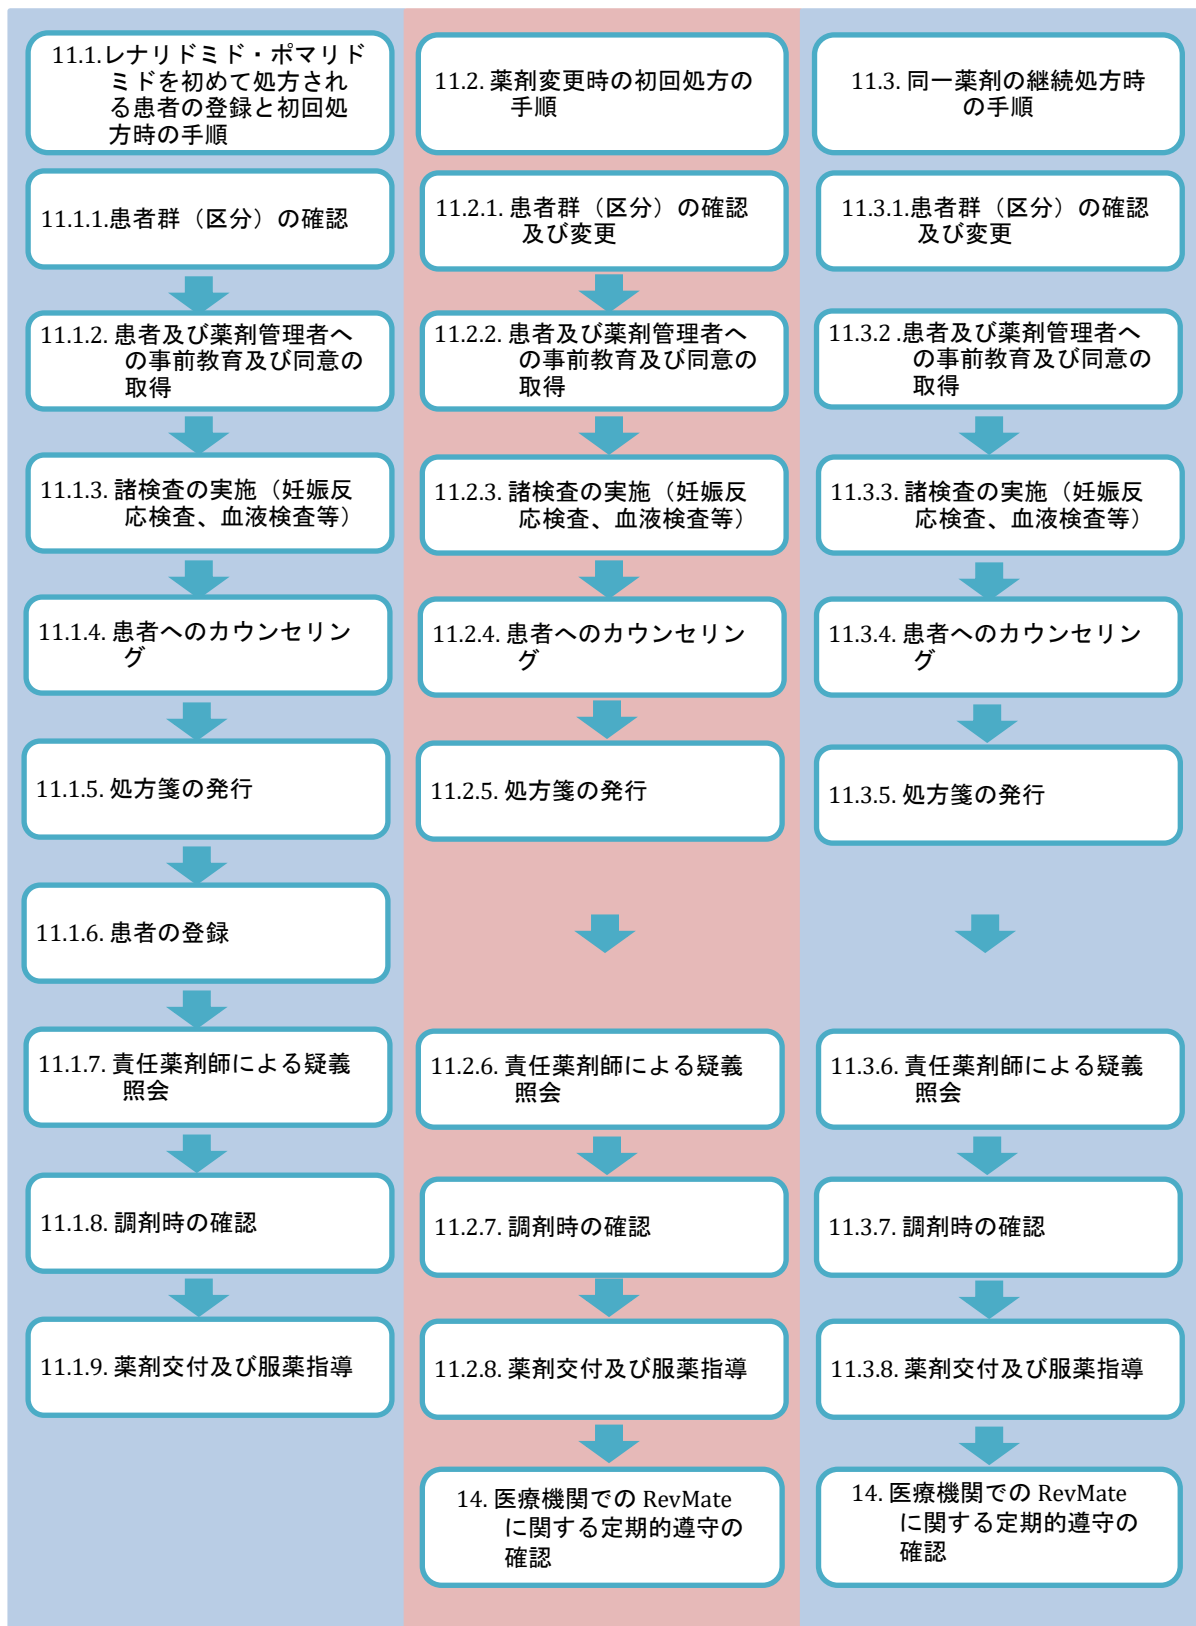 11.1.レナリドミド・ポマリド
ミドを初めて処方され
る患者の登録と初回処
方時の手順
11.1.1.患者群（区分）の確認
11.1.2. 患者及び薬剤管理者へ
の事前教育及び同意の
取得
11.1.3. 諸検査の実施（妊娠反
応検査、血液検査等）
11.1.4. 患者へのカウンセリン
グ
11.1.5. 処方箋の発行
11.1.6. 患者の登録
11.1.7. 責任薬剤師による疑義
照会
11.1.8. 調剤時の確認
11.1.9. 薬剤交付及び服薬指導
11.2. 薬剤変更時の初回処方の
手順
11.2.1. 患者群（区分）の確認
及び変更
11.2.2. 患者及び薬剤管理者へ
の事前教育及び同意の
取得
11.2.3. 諸検査の実施（妊娠反
応検査、血液検査等）
11.2.4. 患者へのカウンセリン
グ
11.2.5. 処方箋の発行
11.2.6. 責任薬剤師による疑義
照会
11.2.7. 調剤時の確認
11.2.8. 薬剤交付及び服薬指導
14. 医療機関での RevMate
に関する定期的遵守の
確認
11.3. 同一薬剤の継続処方時
の手順
11.3.1.患者群（区分）の確認
及び変更
11.3.2 .患者及び薬剤管理者へ
の事前教育及び同意の
取得
11.3.3. 諸検査の実施（妊娠反
応検査、血液検査等）
11.3.4. 患者へのカウンセリン
グ
11.3.5. 処方箋の発行
11.3.6. 責任薬剤師による疑義
照会
11.3.7. 調剤時の確認
11.3.8. 薬剤交付及び服薬指導
14. 医療機関での RevMate
に関する定期的遵守の
確認